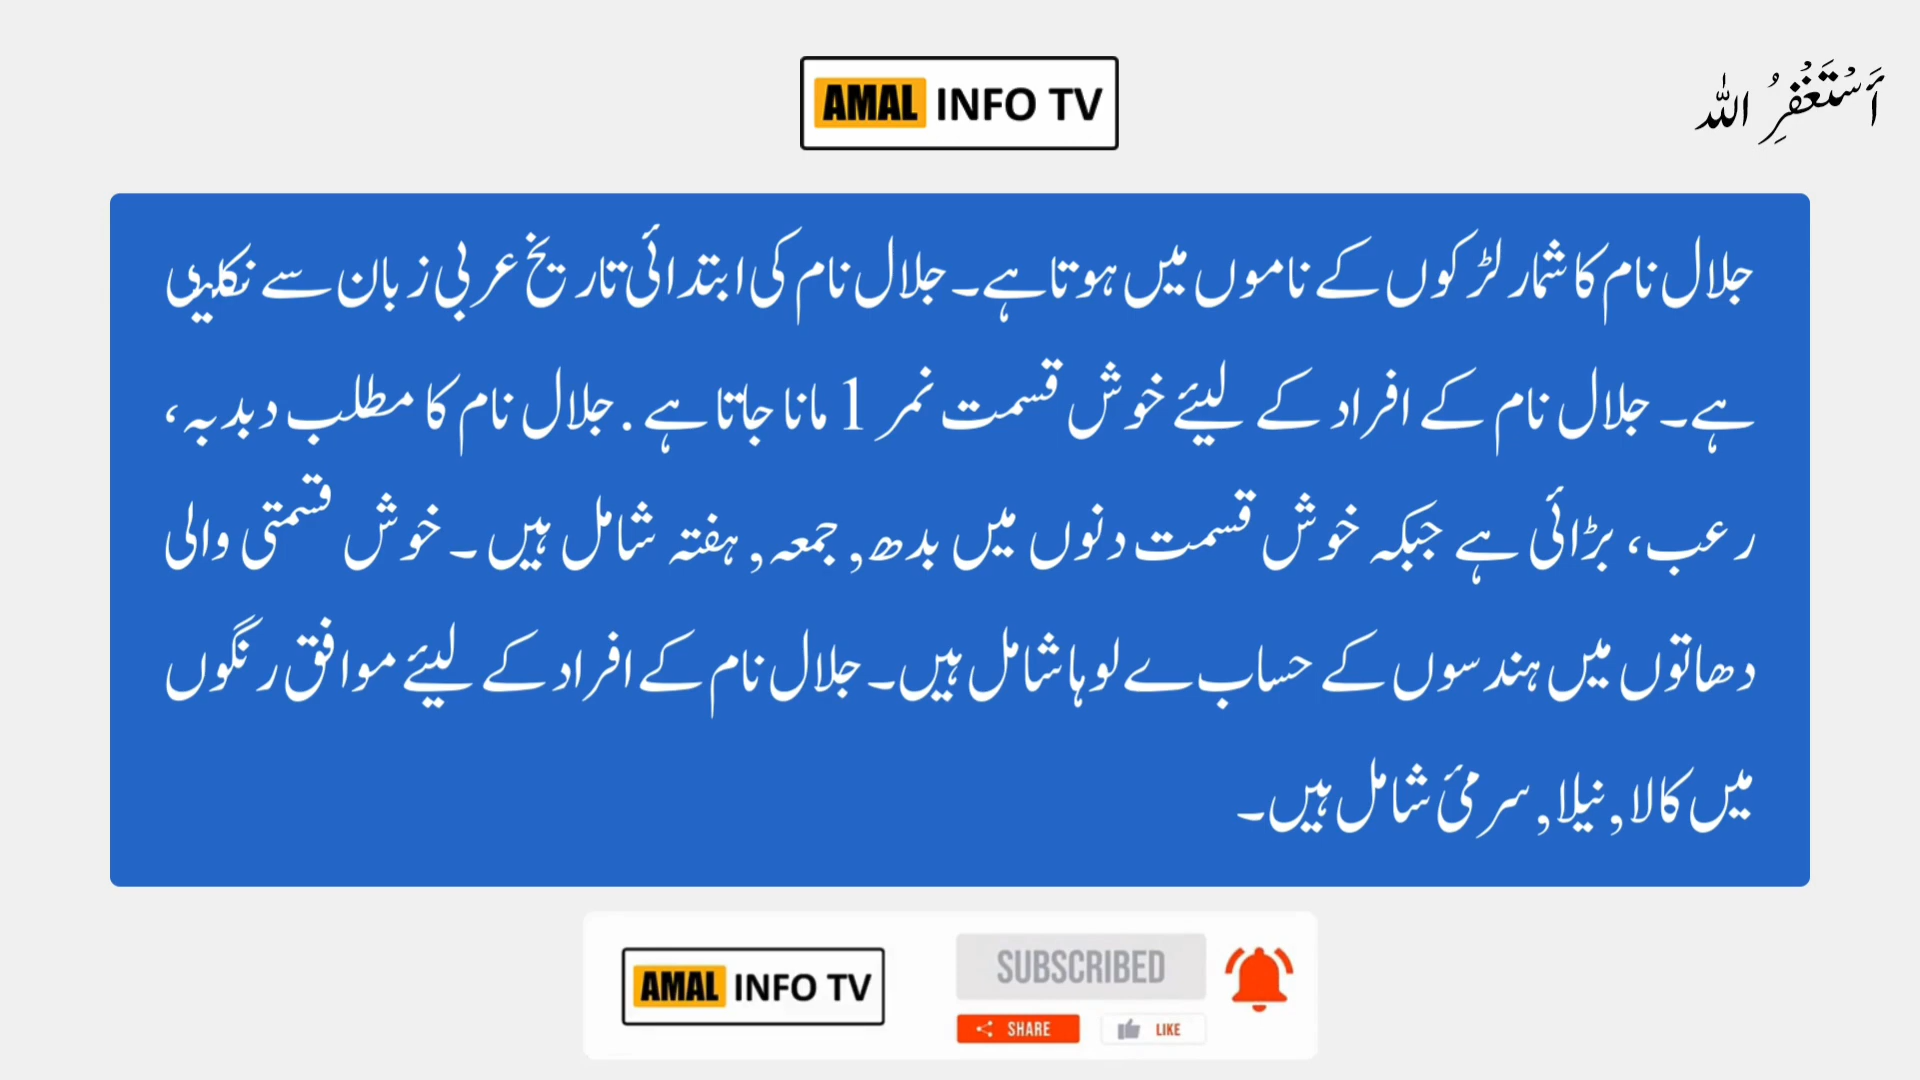 AMAL INFO TV
أَسْتَغْفُرُِ اللّٰه
جلال نام کا شمار لڑکوں کے ناموں میں ہوتا ہے۔ جلال نام کی ابتدائی تاریخ عربی زبان سے
ہے۔ جلال نام کے افراد کے لیئے خوش قسمت نمر 1 مانا جاتا ہے .جلال نام کا مطلب دبدبہ،
رعب، بڑائی ہے جبکہ خوش قسمت دنوں میں بدھ, جمعہ, ہفتہ شامل ہیں۔ خوش قسمتی والی
دھاتوں میں ہندسوں کے حساب ے لوہا شامل ہیں۔ جلال نام کے افراد کے لیئے موافق رنگوں
میں کالا, نیلا, سرمئ شامل ہیں۔
AMAL INFO TV
SUBSCRIBED
SHARE
LIKE